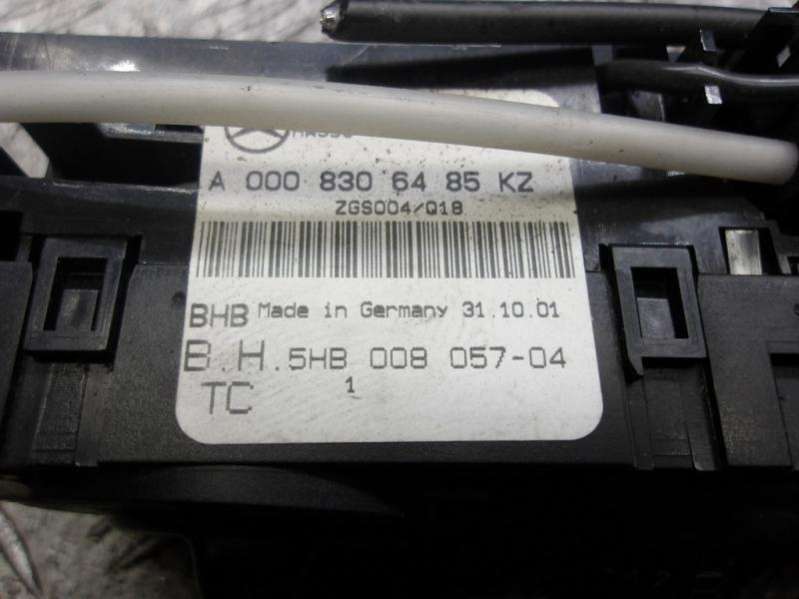 A 000 830 64 85 KZ
ZGS004/Q18
BHB Made in Germany 31.10.01
B.H. 5HB 008 057-04
TC 1